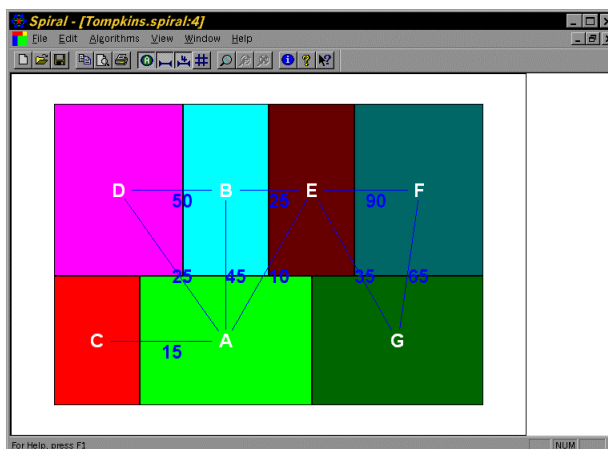 Spiral - [Tompkins.spiral:4]
File Edit Algorithms View Window Help
D B E F
50 25 90
25 45 10 35 65
C A G
15
For Help, press F1 NUM